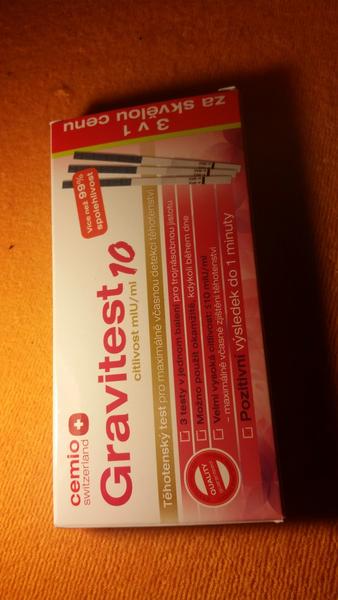 3 v 1
za skvělou cenu
Více než 99%
spolehlivost
cemio
switzerland
Gravitest 10
citlivost mIU/ml
Těhotenský test pro maximálně včasnou detekci těhotenství
3 testy v jednom balení pro trojnásobnou jistotu
Možno použít okamžitě, kdykoli během dne
Velmi vysoká citlivost: ≤10 mIU/ml
- maximálně včasné zjištění těhotenství
Pozitivní výsledek do 1 minuty
QUALITY